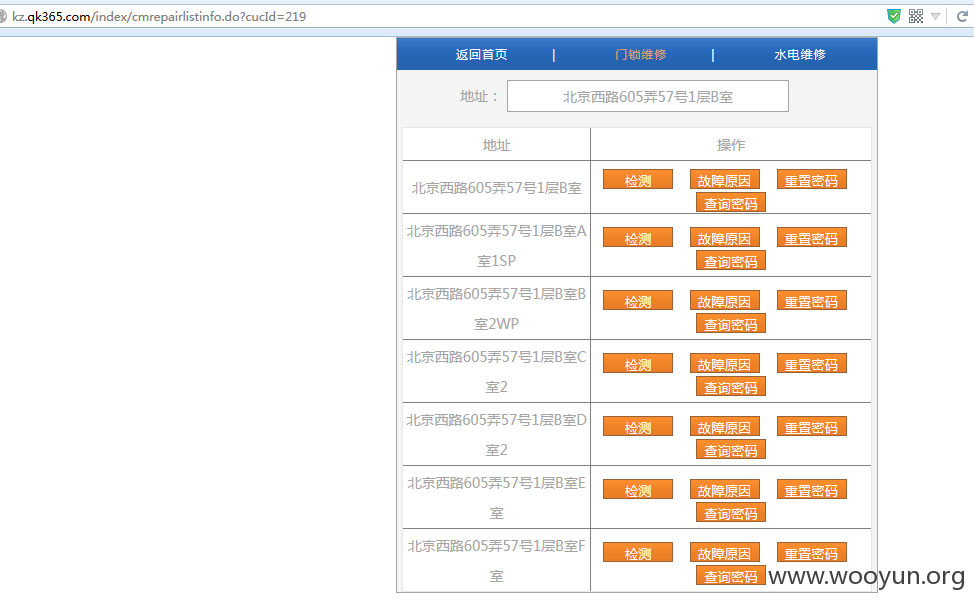 kz.qk365.com/index/cmrepairlistinfo.do?cucId=219
返回首页 | 门锁维修 | 水电维修
地址： 北京西路605弄57号1层B室
地址 操作
北京西路605弄57号1层B室
检测 故障原因 重置密码
查询密码
北京西路605弄57号1层B室A
室1SP
检测 故障原因 重置密码
查询密码
北京西路605弄57号1层B室B
室2WP
检测 故障原因 重置密码
查询密码
北京西路605弄57号1层B室C
室2
检测 故障原因 重置密码
查询密码
北京西路605弄57号1层B室D
室2
检测 故障原因 重置密码
查询密码
北京西路605弄57号1层B室E
室
检测 故障原因 重置密码
查询密码
北京西路605弄57号1层B室F
室
检测 故障原因 重置密码
查询密码
www.wooyun.org